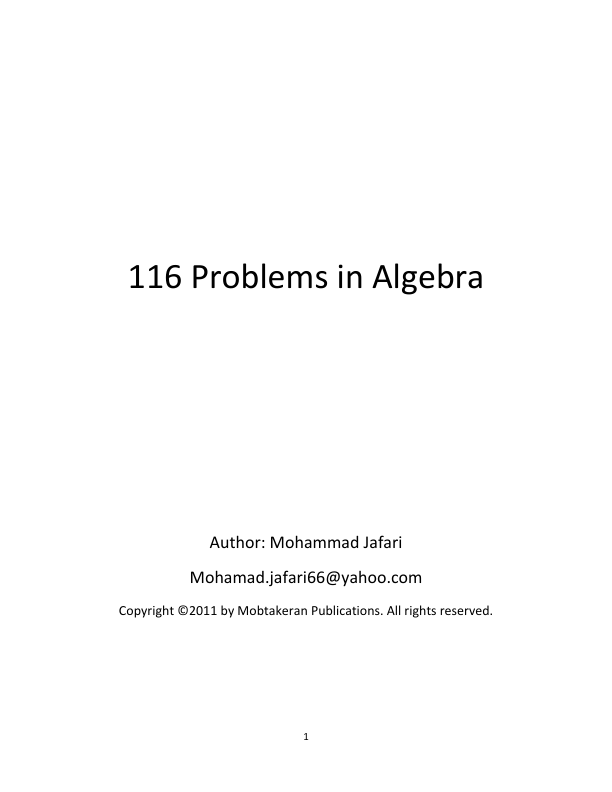 116 Problems in Algebra
Author: Mohammad Jafari
Mohamad.jafari66@yahoo.com
Copyright ©2011 by Mobtakeran Publications. All rights reserved.
1